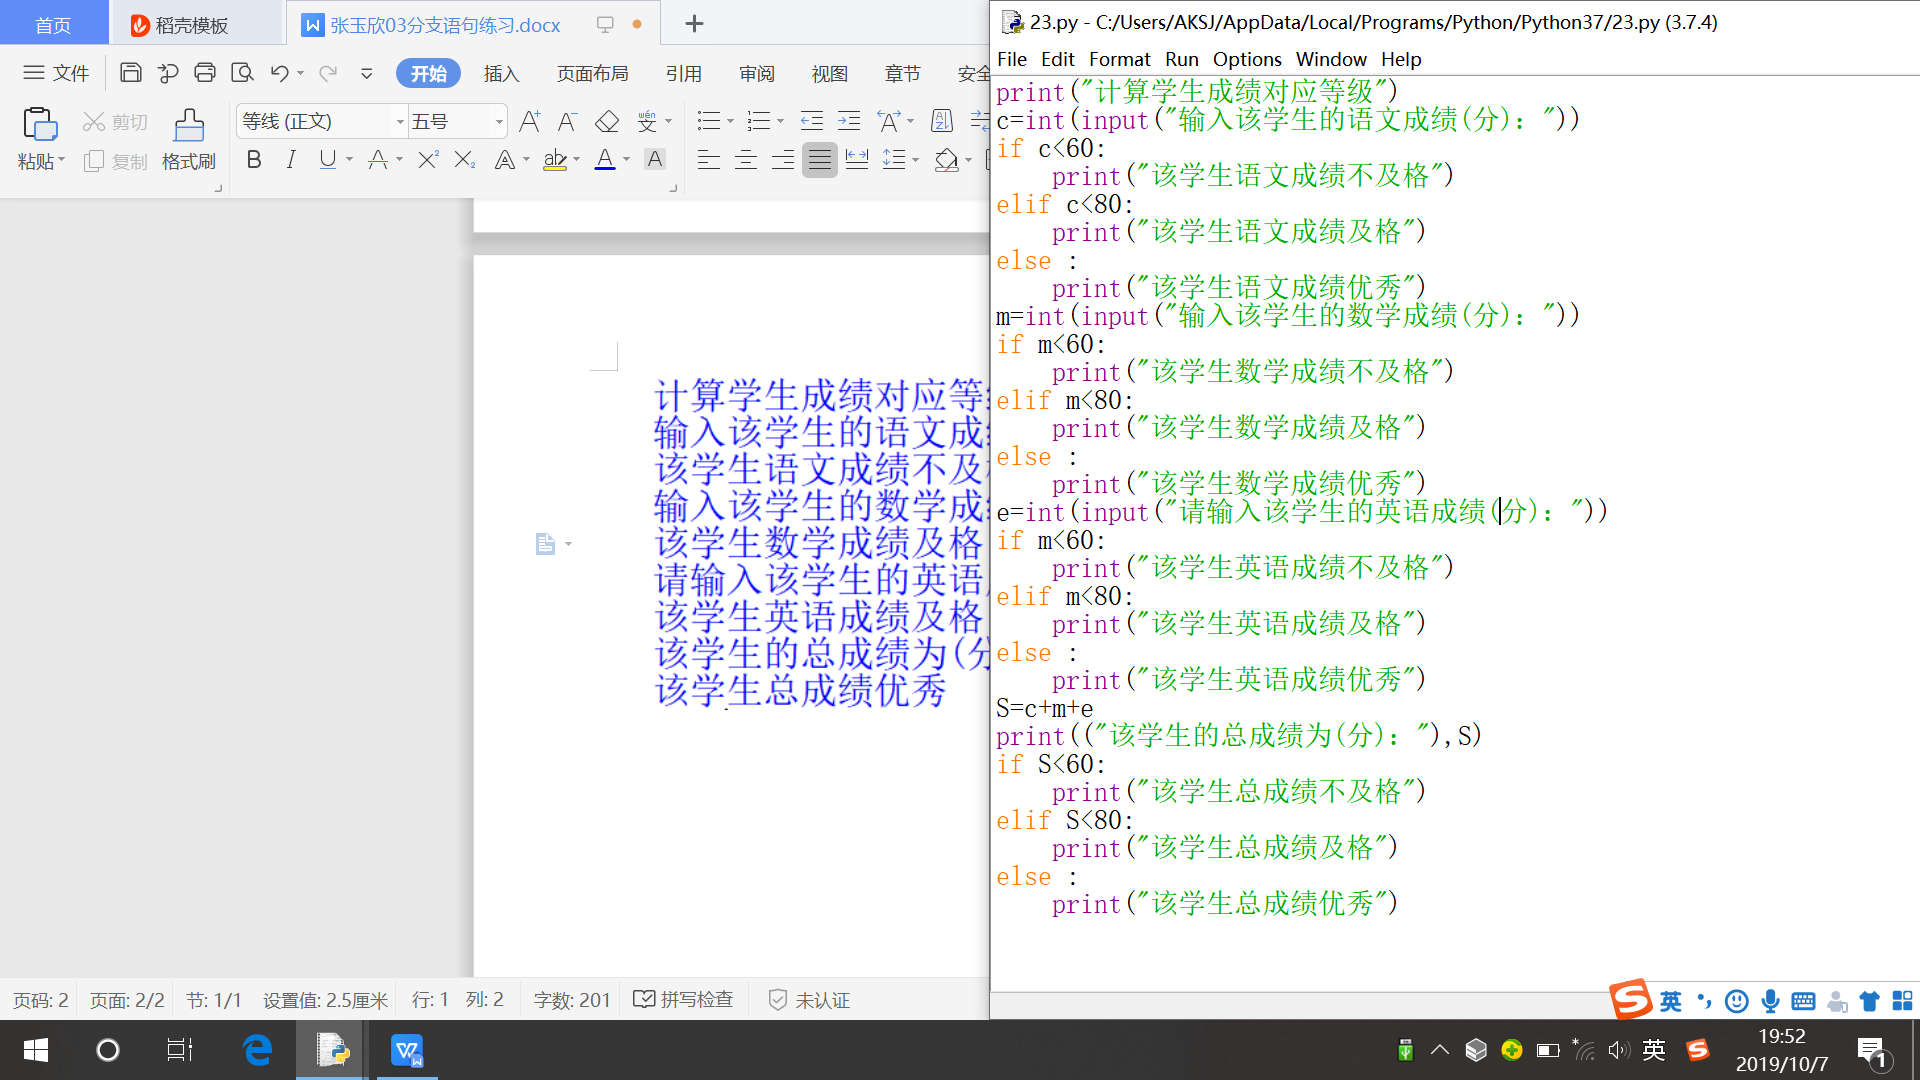 首页
稻壳模板
张玉欣03分支语句练习.docx
文件
开始
插入
页面布局
引用
审阅
视图
章节
安全
粘贴
剪切
复制
格式刷
等线 (正文)
五号
计算学生成绩对应等
输入该学生的语文成
该学生语文成绩不及
输入该学生的数学成
该学生数学成绩及格
请输入该学生的英语
该学生英语成绩及格
该学生的总成绩为(分
该学生总成绩优秀
页码: 2
页面: 2/2
节: 1/1
设置值: 2.5厘米
行: 1
列: 2
字数: 201
拼写检查
未认证
23.py - C:/Users/AKSJ/AppData/Local/Programs/Python/Python37/23.py (3.7.4)
File Edit Format Run Options Window Help
print("计算学生成绩对应等级")
c=int(input("输入该学生的语文成绩(分)："))
if c<60:
    print("该学生语文成绩不及格")
elif c<80:
    print("该学生语文成绩及格")
else :
    print("该学生语文成绩优秀")
m=int(input("输入该学生的数学成绩(分)："))
if m<60:
    print("该学生数学成绩不及格")
elif m<80:
    print("该学生数学成绩及格")
else :
    print("该学生数学成绩优秀")
e=int(input("请输入该学生的英语成绩(分)："))
if m<60:
    print("该学生英语成绩不及格")
elif m<80:
    print("该学生英语成绩及格")
else :
    print("该学生英语成绩优秀")
S=c+m+e
print(("该学生的总成绩为(分)："),S)
if S<60:
    print("该学生总成绩不及格")
elif S<80:
    print("该学生总成绩及格")
else :
    print("该学生总成绩优秀")
英
英
19:52
2019/10/7
1